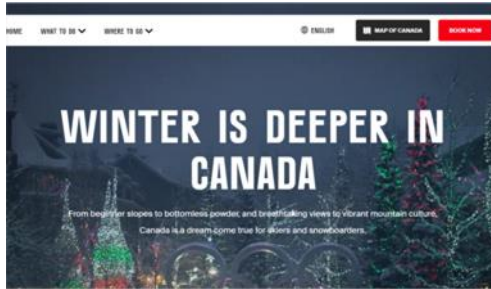 HOME WHAT TO DO WHERE TO GO ENGLISH MAP OF CANADA BOOK NOW
WINTER IS DEEPER IN
CANADA
From beginner slopes to bottomless powder, and breathtaking views to vibrant mountain culture,
Canada is a dream come true for skiers and snowboarders.